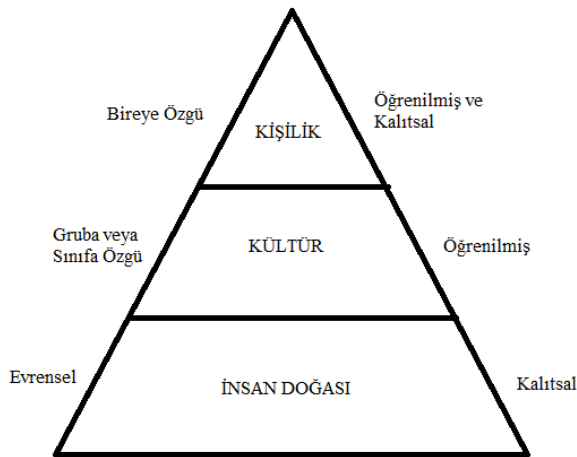 Bireye Özgü
KİŞİLİK
Öğrenilmiş ve
Kalıtsal
Gruba veya
Sınıfa Özgü
KÜLTÜR
Öğrenilmiş
Evrensel
İNSAN DOĞASI
Kalıtsal